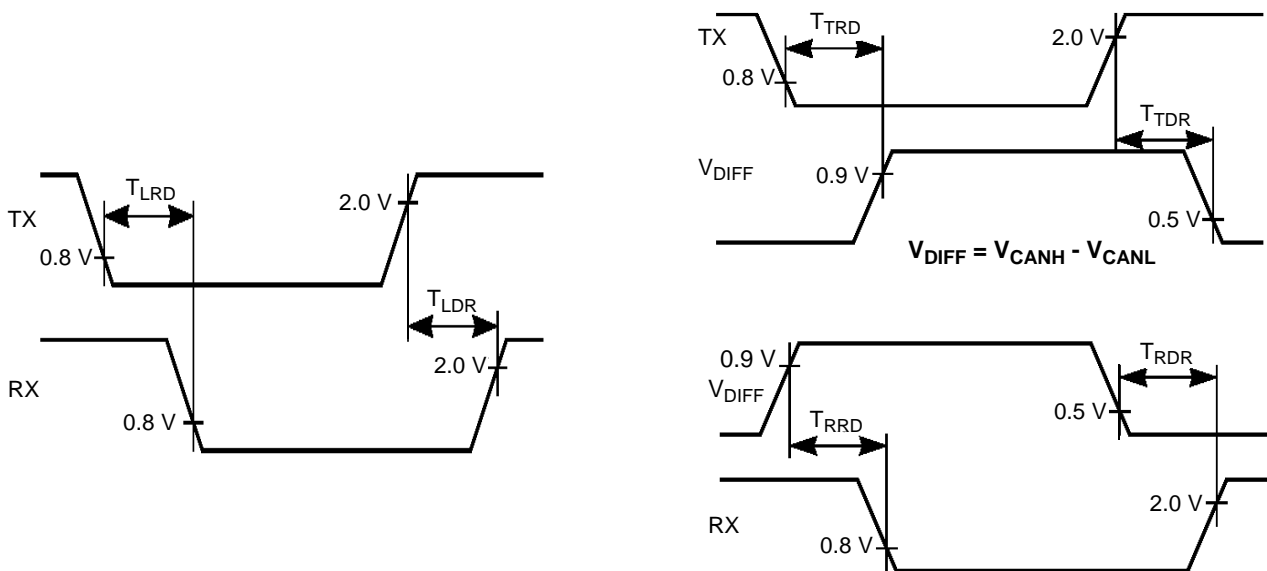 TX
T_LRD
0.8 V
2.0 V
T_LDR
RX
0.8 V
2.0 V
TX
T_TRD
0.8 V
2.0 V
T_TDR
V_DIFF
0.9 V
0.5 V
V_DIFF = V_CANH - V_CANL
0.9 V
V_DIFF
T_RRD
0.5 V
T_RDR
RX
0.8 V
2.0 V